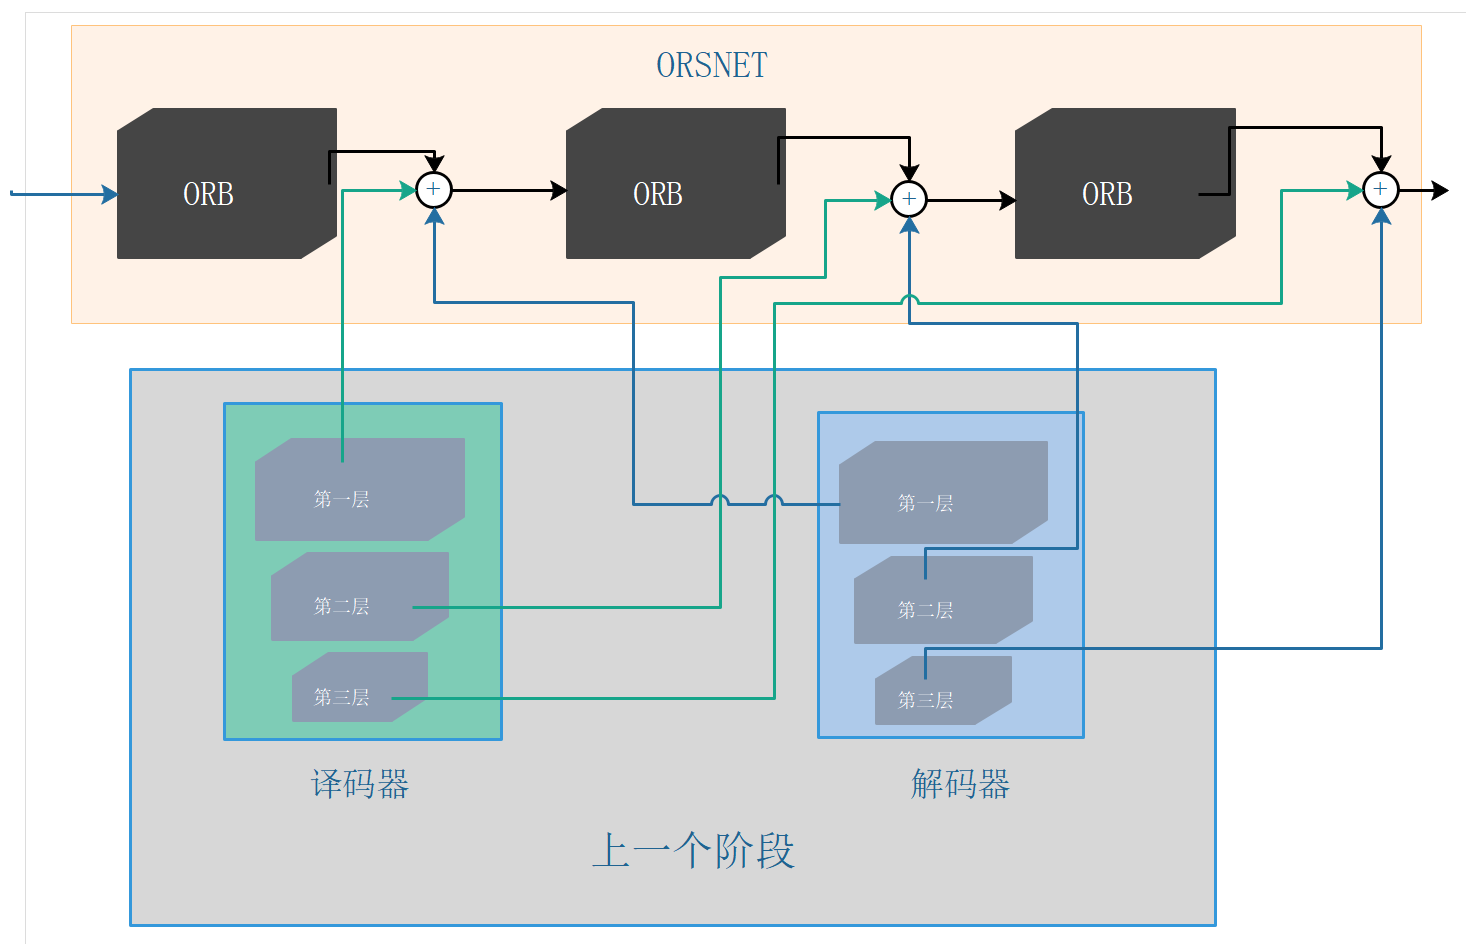 ORSNET
ORB
ORB
ORB
+
+
+
第一层
第二层
第三层
译码器
第一层
第二层
第三层
解码器
上一个阶段